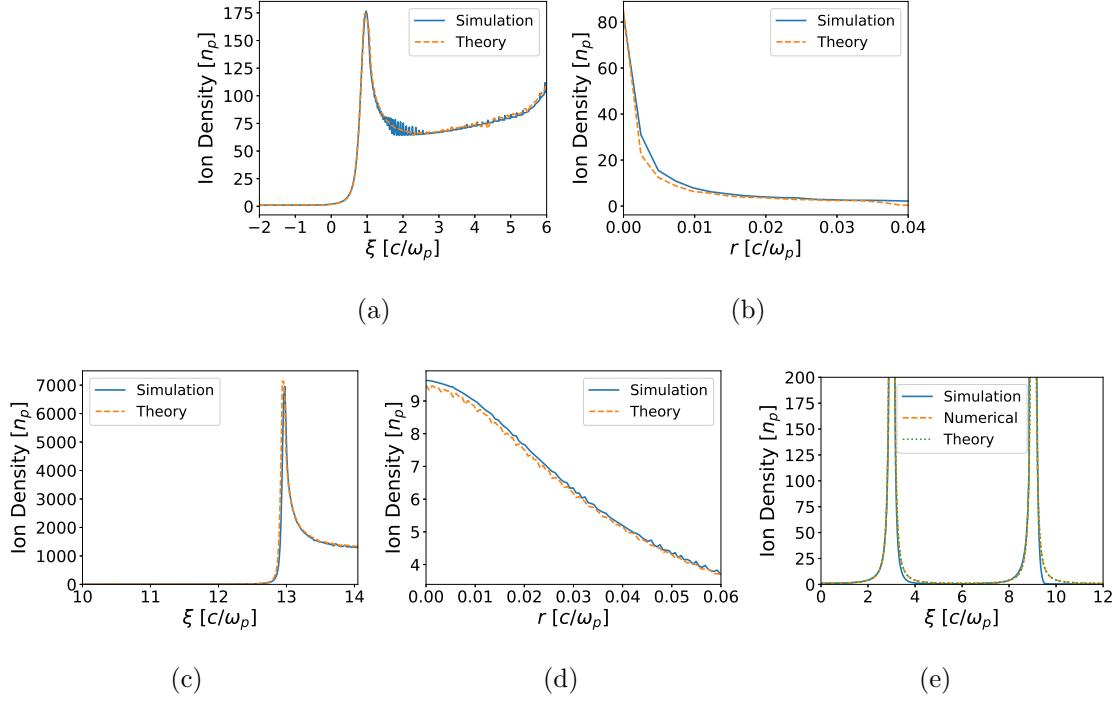 Ion Density [n_p]
175
150
125
100
75
50
25
0
−2 −1 0 1 2 3 4 5 6
ξ [c/ω_p]
Simulation
Theory
(a)
Ion Density [n_p]
80
60
40
20
0
0.00 0.01 0.02 0.03 0.04
r [c/ω_p]
Simulation
Theory
(b)
Ion Density [n_p]
7000
6000
5000
4000
3000
2000
1000
0
10 11 12 13 14
ξ [c/ω_p]
Simulation
Theory
(c)
Ion Density [n_p]
9
8
7
6
5
4
0.00 0.01 0.02 0.03 0.04 0.05 0.06
r [c/ω_p]
Simulation
Theory
(d)
Ion Density [n_p]
200
175
150
125
100
75
50
25
0
0 2 4 6 8 10 12
ξ [c/ω_p]
Simulation
Numerical
Theory
(e)